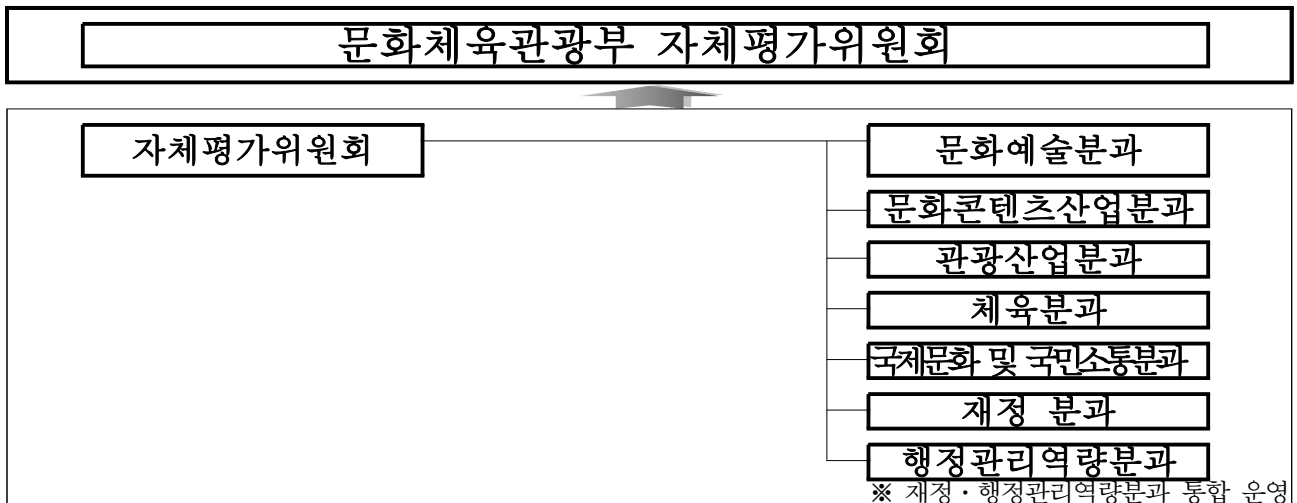 문화체육관광부 자체평가위원회
자체평가위원회
문화예술분과
문화콘텐츠산업분과
관광산업분과
체육분과
국제문화 및 국민소통분과
재정 분과
행정관리역량분과
※ 재정·행정관리역량분과 통합 운영